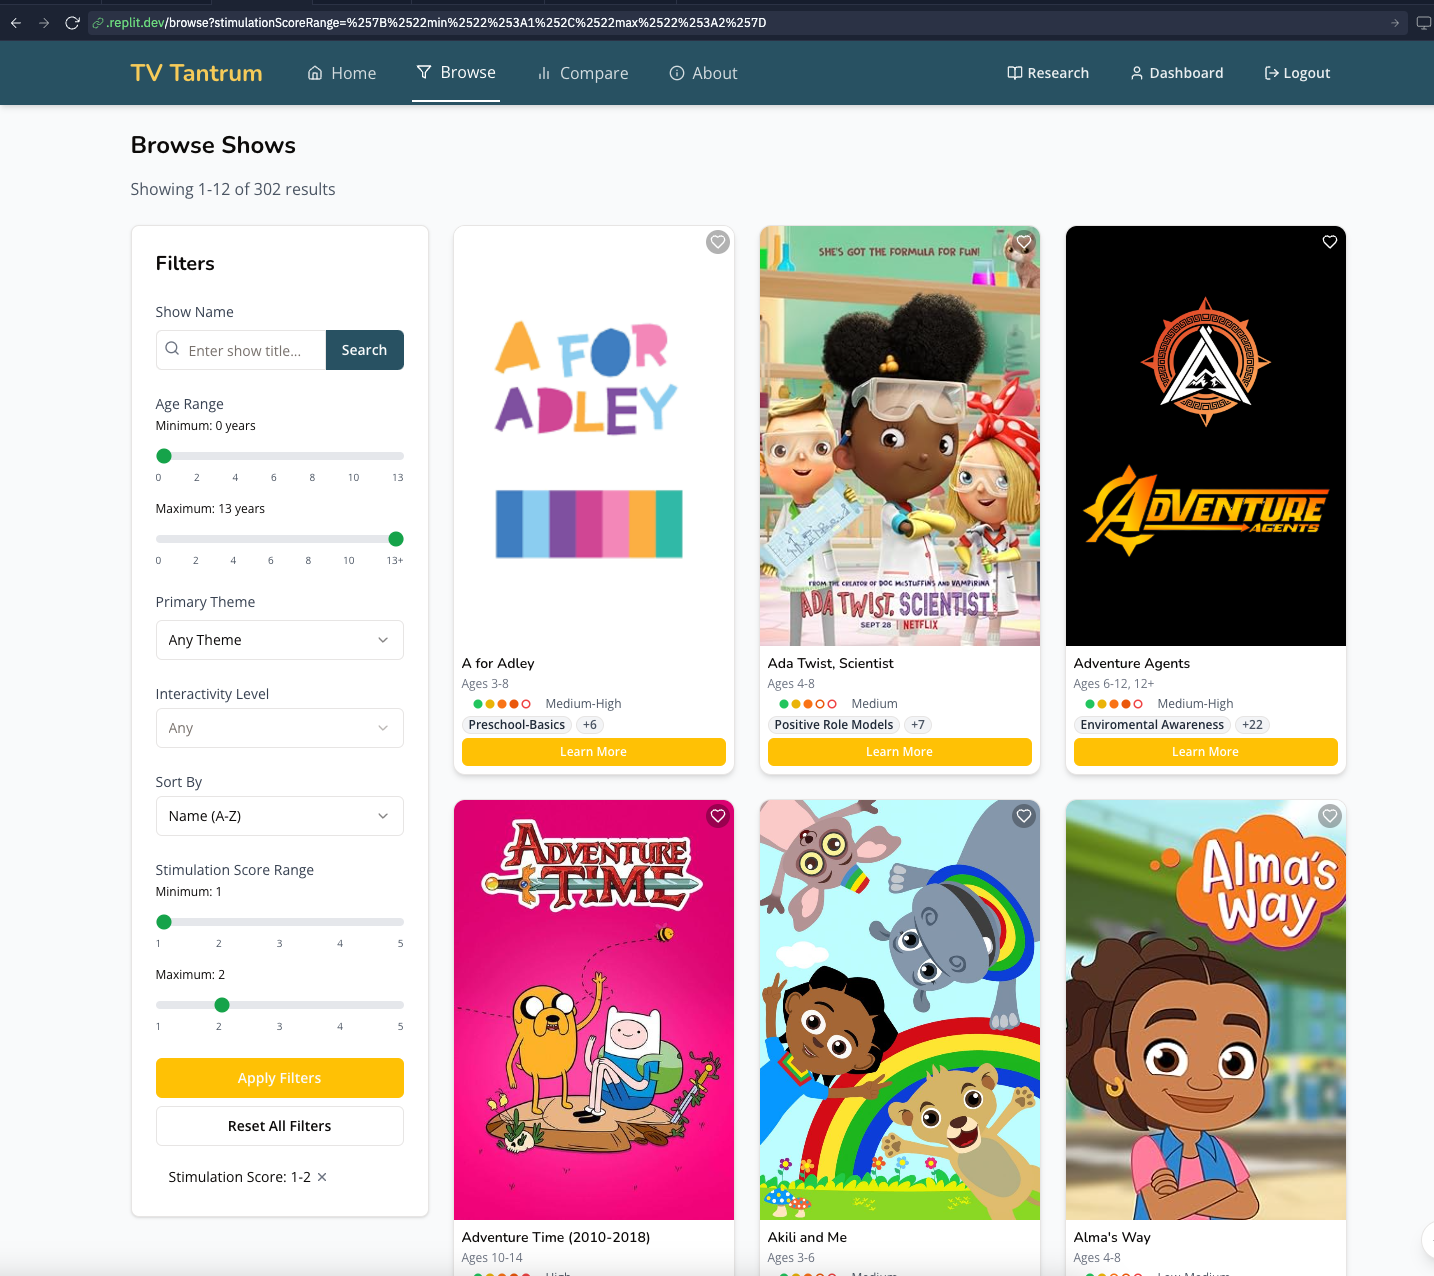 .replit.dev/browse?stimulationScoreRange=%257B%2522min%2522%253A1%252C%2522max%2522%253A2%257D
TV Tantrum
Home
Browse
Compare
About
Research
Dashboard
Logout
Browse Shows
Showing 1-12 of 302 results
Filters
Show Name
Enter show title...
Search
Age Range
Minimum: 0 years
0 2 4 6 8 10 13
Maximum: 13 years
0 2 4 6 8 10 13+
Primary Theme
Any Theme
Interactivity Level
Any
Sort By
Name (A-Z)
Stimulation Score Range
Minimum: 1
1 2 3 4 5
Maximum: 2
1 2 3 4 5
Apply Filters
Reset All Filters
Stimulation Score: 1-2 ×
A FOR
ADLEY
A for Adley
Ages 3-8
Medium-High
Preschool-Basics +6
Learn More
SHE'S GOT THE FORMULA FOR FUN!
FROM THE CREATOR OF DOC McSTUFFINS AND VAMPIRINA
ADA TWIST, SCIENTIST
SEPT 28 | NETFLIX
Ada Twist, Scientist
Ages 4-8
Medium
Positive Role Models +7
Learn More
ADVENTURE
AGENTS
Adventure Agents
Ages 6-12, 12+
Medium-High
Enviromental Awareness +22
Learn More
ADVENTURE
TIME
Adventure Time (2010-2018)
Ages 10-14
High
Akili and Me
Ages 3-6
Medium
Alma's
Way
Alma's Way
Ages 4-8
Low-Medium